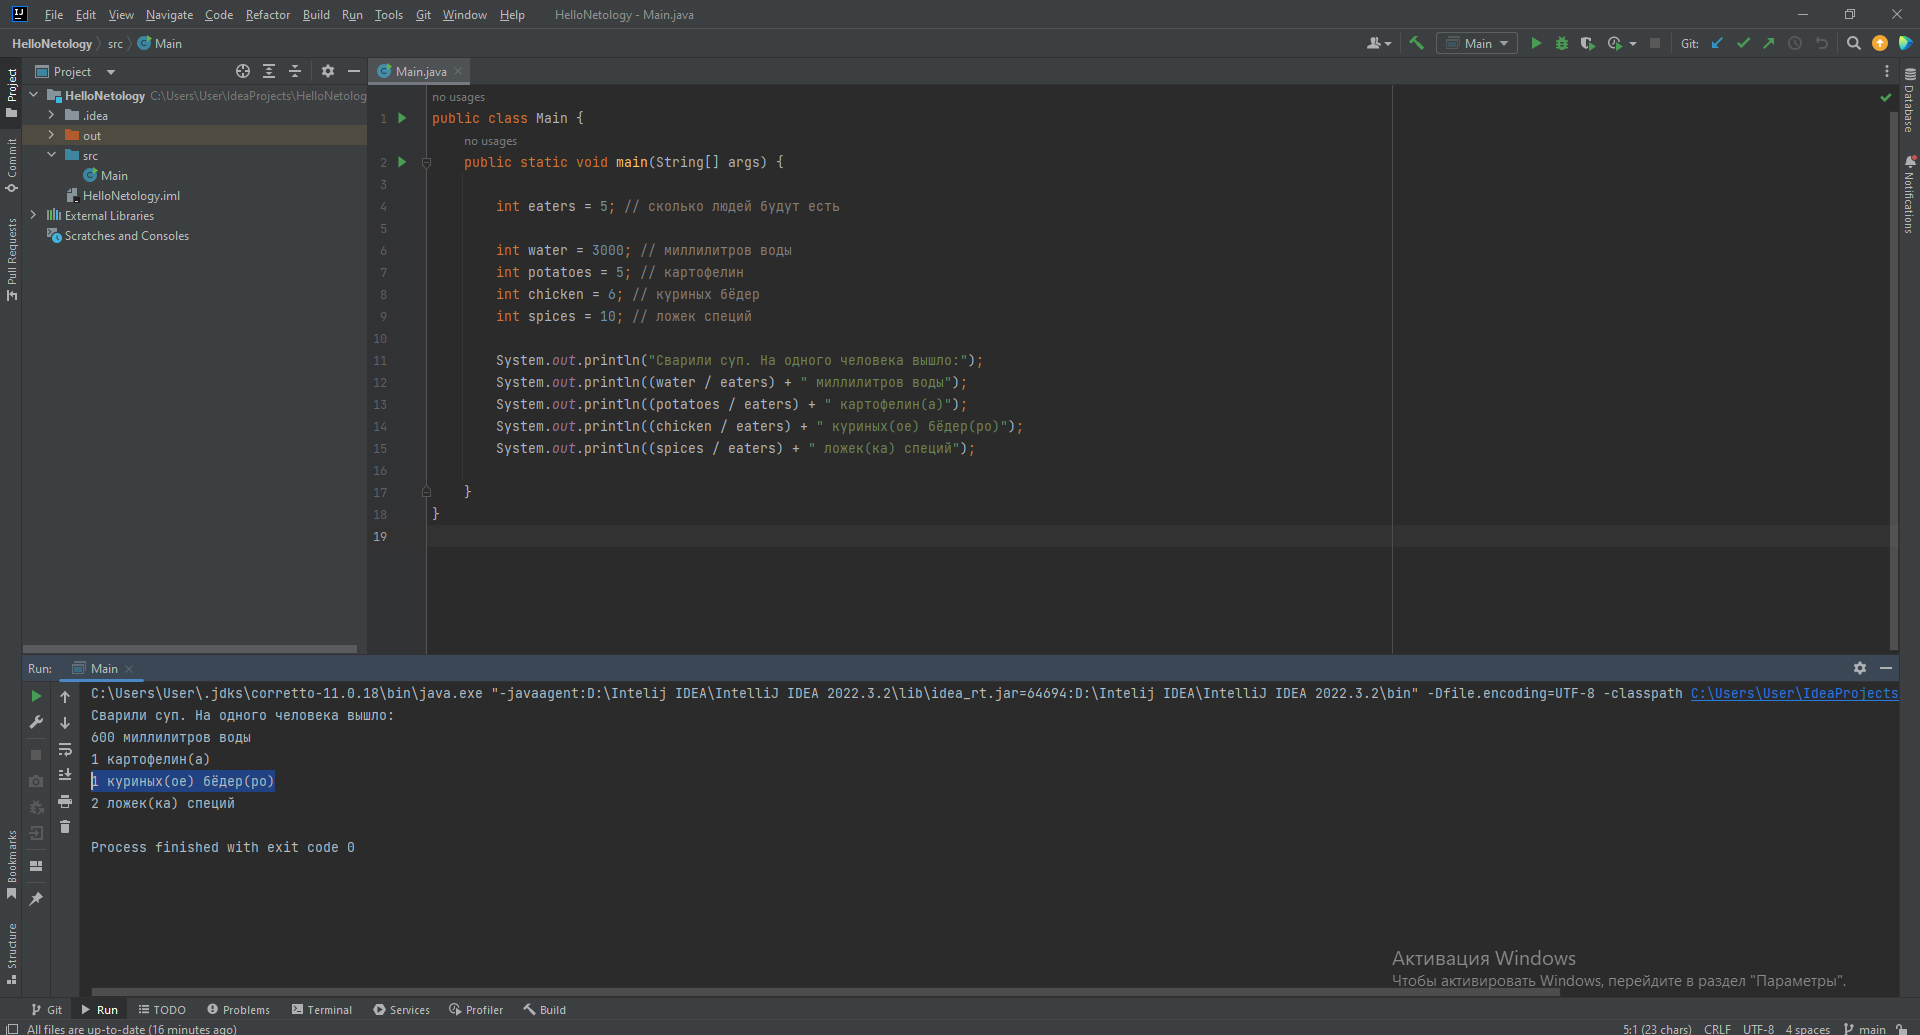 File Edit View Navigate Code Refactor Build Run Tools Git Window Help HelloNetology - Main.java
HelloNetology src Main
Main
Git:
Project
Main.java
HelloNetology C:\Users\User\IdeaProjects\HelloNetolog
.idea
out
src
Main
HelloNetology.iml
External Libraries
Scratches and Consoles
Project
Commit
Pull Requests
Bookmarks
Structure
Database
Notifications
no usages
1 public class Main {
no usages
2 public static void main(String[] args) {
3
4 int eaters = 5; // сколько людей будут есть
5
6 int water = 3000; // миллилитров воды
7 int potatoes = 5; // картофелин
8 int chicken = 6; // куриных бёдер
9 int spices = 10; // ложек специй
10
11 System.out.println("Сварили суп. На одного человека вышло:");
12 System.out.println((water / eaters) + " миллилитров воды");
13 System.out.println((potatoes / eaters) + " картофелин(а)");
14 System.out.println((chicken / eaters) + " куриных(ое) бёдер(ро)");
15 System.out.println((spices / eaters) + " ложек(ка) специй");
16
17 }
18 }
19
Run: Main
C:\Users\User\.jdks\corretto-11.0.18\bin\java.exe "-javaagent:D:\Intelij IDEA\IntelliJ IDEA 2022.3.2\lib\idea_rt.jar=64694:D:\Intelij IDEA\IntelliJ IDEA 2022.3.2\bin" -Dfile.encoding=UTF-8 -classpath C:\Users\User\IdeaProjects
Сварили суп. На одного человека вышло:
600 миллилитров воды
1 картофелин(а)
1 куриных(ое) бёдер(ро)
2 ложек(ка) специй
Process finished with exit code 0
Активация Windows
Чтобы активировать Windows, перейдите в раздел "Параметры".
Git Run TODO Problems Terminal Services Profiler Build
All files are up-to-date (16 minutes ago) 5:1 (23 chars) CRLF UTF-8 4 spaces main